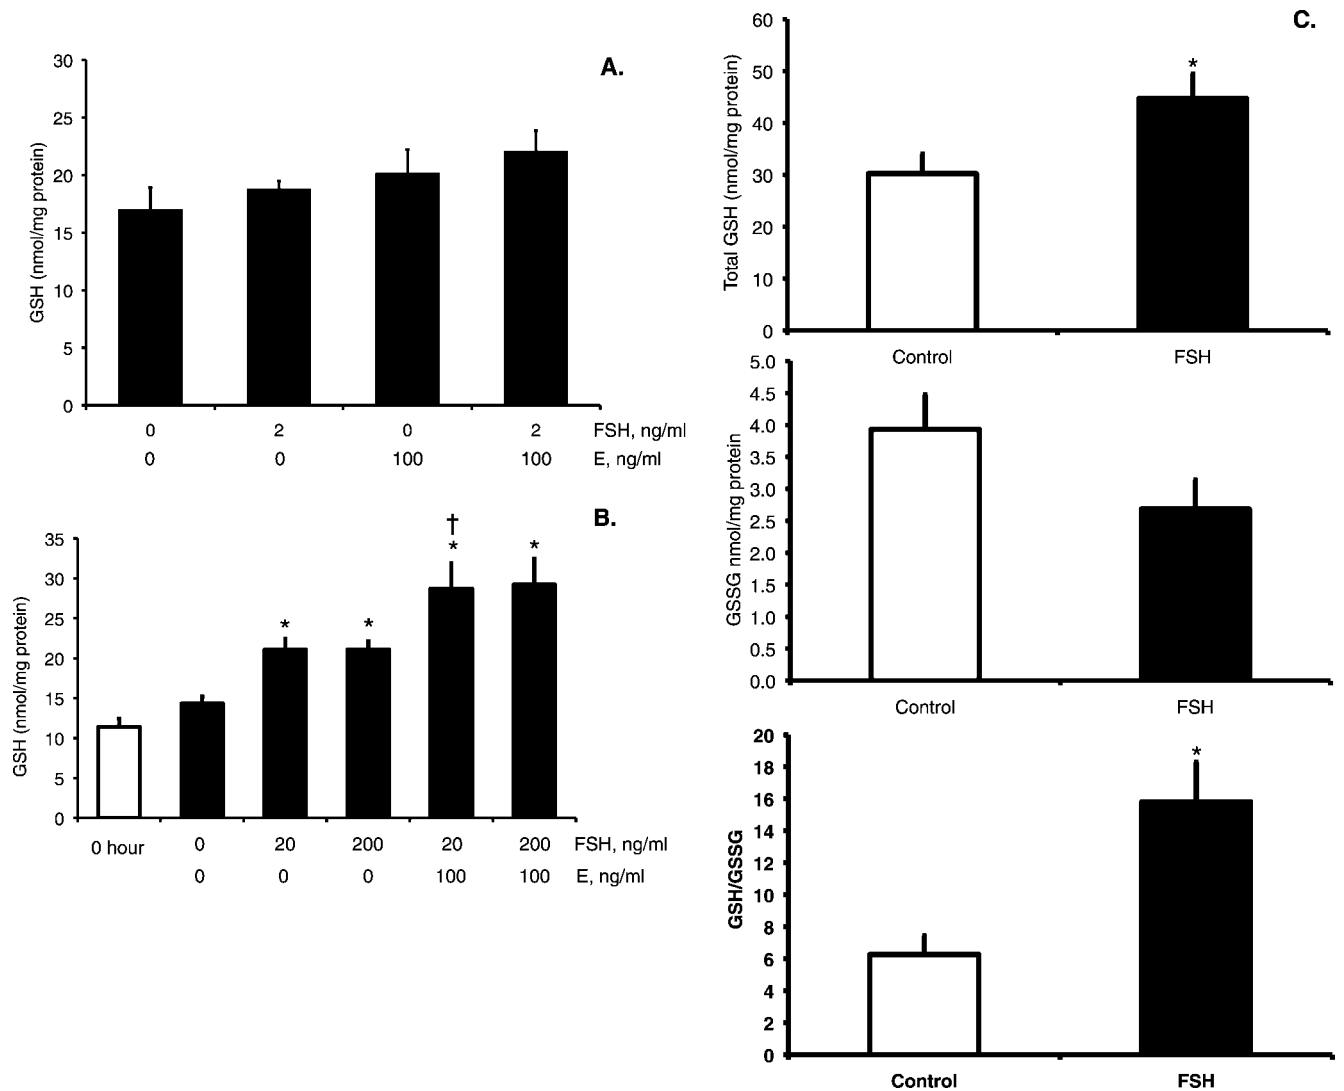 A.
GSH (nmol/mg protein)
30
25
20
15
10
5
0
0 2 0 2 FSH, ng/ml
0 0 100 100 E, ng/ml
B.
GSH (nmol/mg protein)
35
30
25
20
15
10
5
0
* * † * *
0 hour 0 20 200 20 200 FSH, ng/ml
0 0 0 100 100 E, ng/ml
C.
Total GSH (nmol/mg protein)
60
50
40
30
20
10
0
*
Control FSH
GSSG nmol/mg protein
5.0
4.5
4.0
3.5
3.0
2.5
2.0
1.5
1.0
0.5
0.0
Control FSH
GSH/GSSG
20
18
16
14
12
10
8
6
4
2
0
*
Control FSH